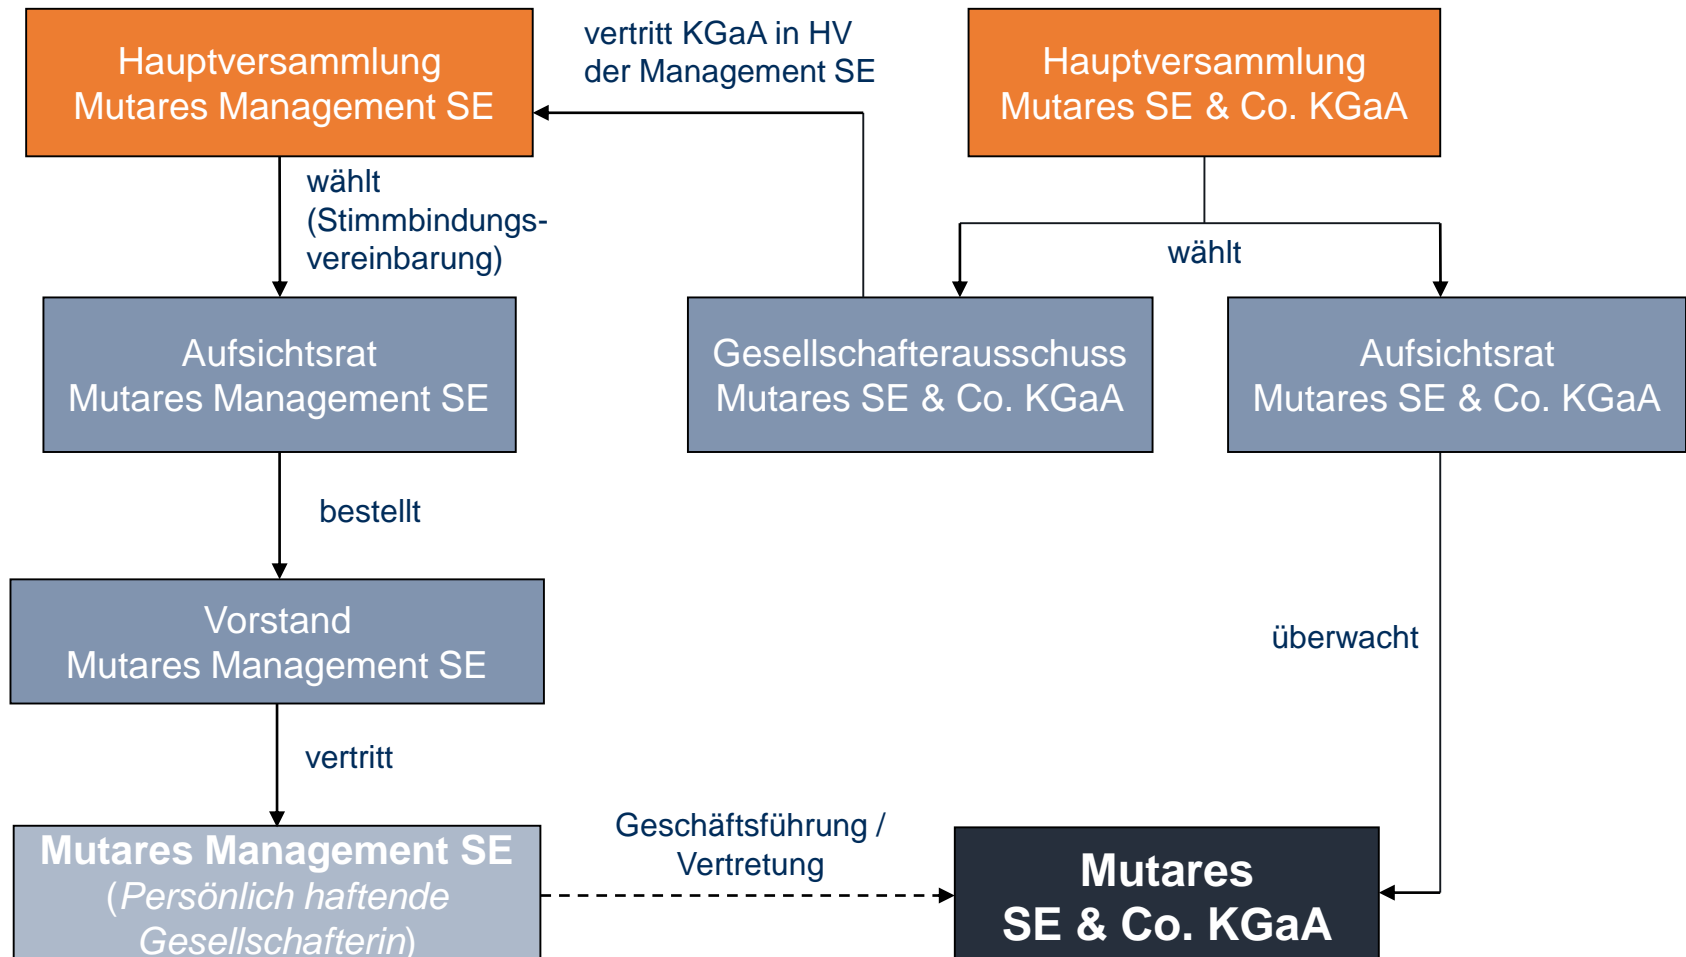 Hauptversammlung
Mutares Management SE
vertritt KGaA in HV
der Management SE
Hauptversammlung
Mutares SE & Co. KGaA
wählt
(Stimmbindungs-
vereinbarung)
wählt
Aufsichtsrat
Mutares Management SE
Gesellschafterausschuss
Mutares SE & Co. KGaA
Aufsichtsrat
Mutares SE & Co. KGaA
bestellt
Vorstand
Mutares Management SE
überwacht
vertritt
Mutares Management SE
(Persönlich haftende
Gesellschafterin)
Geschäftsführung /
Vertretung
Mutares
SE & Co. KGaA